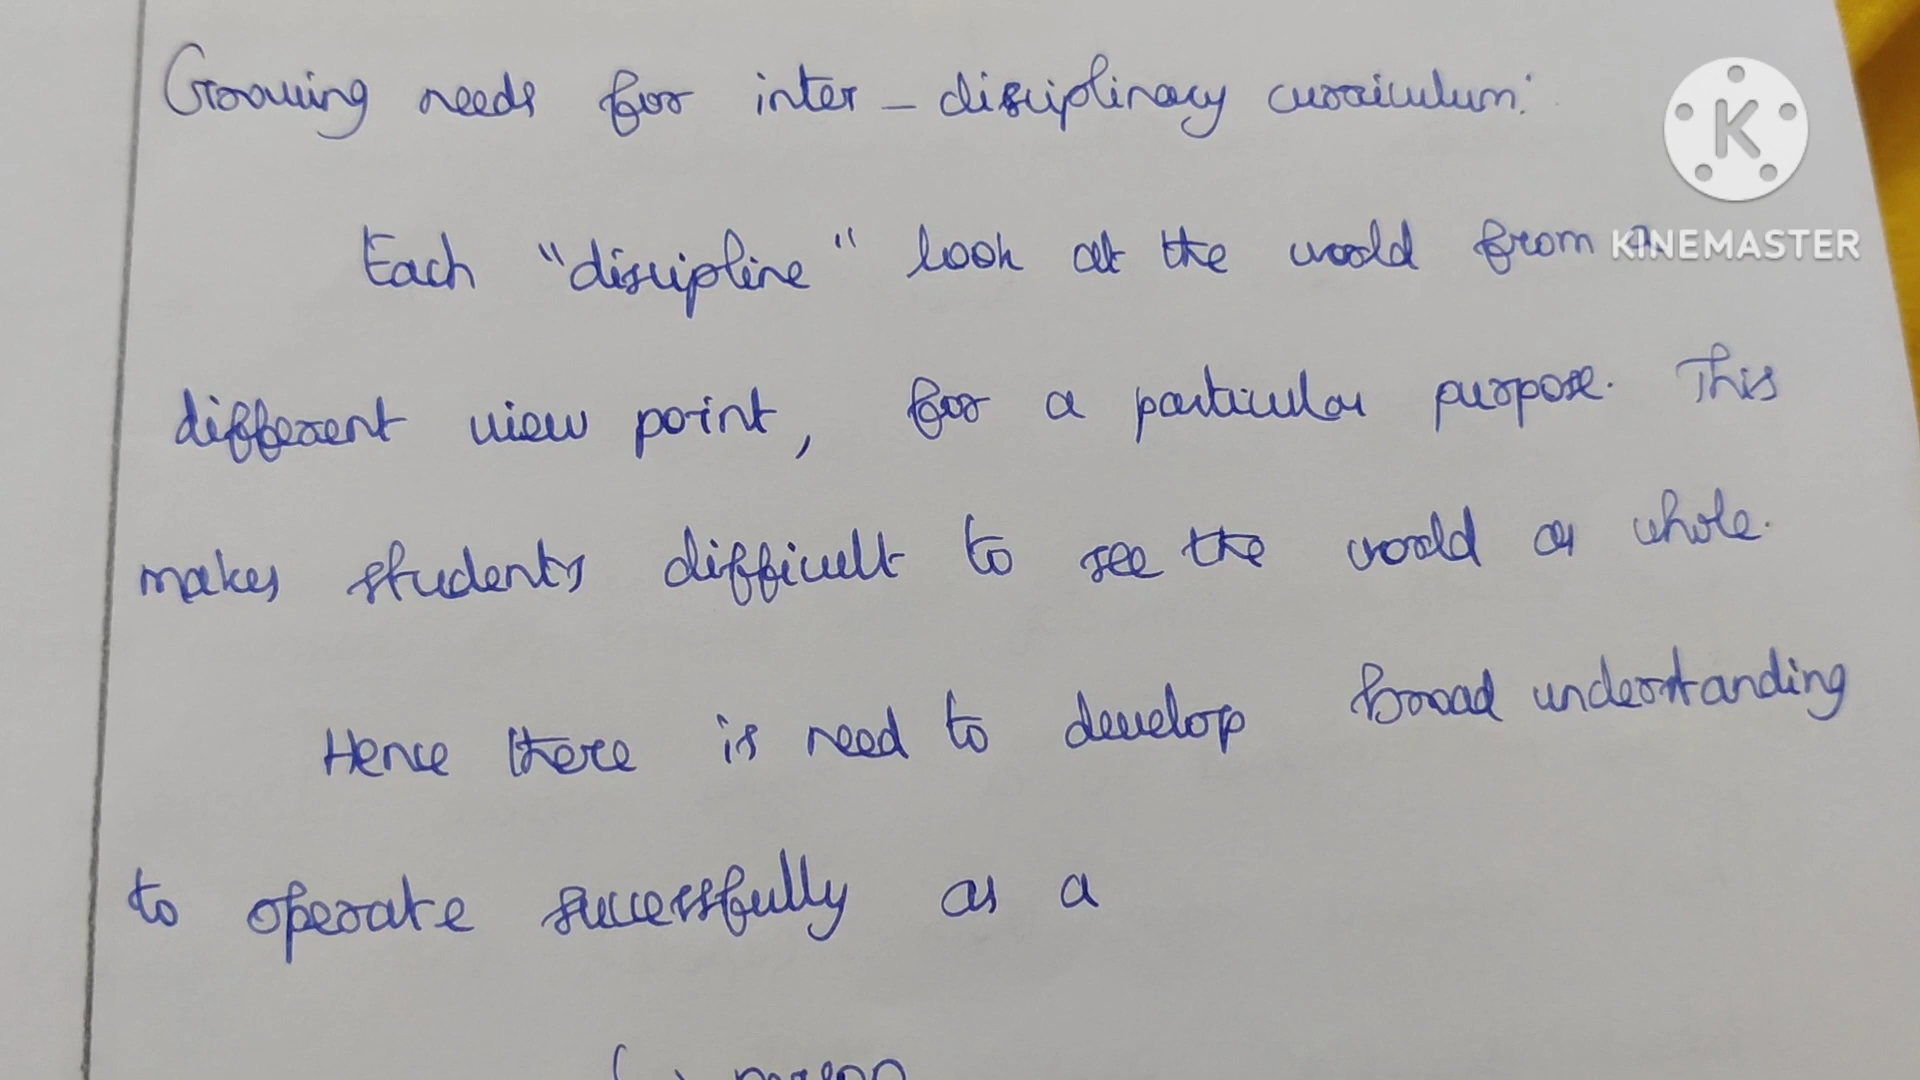 Growing needs for inter - disciplinary curriculum:
Each "discipline" look at the world from a
KINEMASTER
different view point, for a particular purpose. This
makes students difficult to see the world as whole.
Hence there is need to develop broad understanding
to operate successfully as a
person